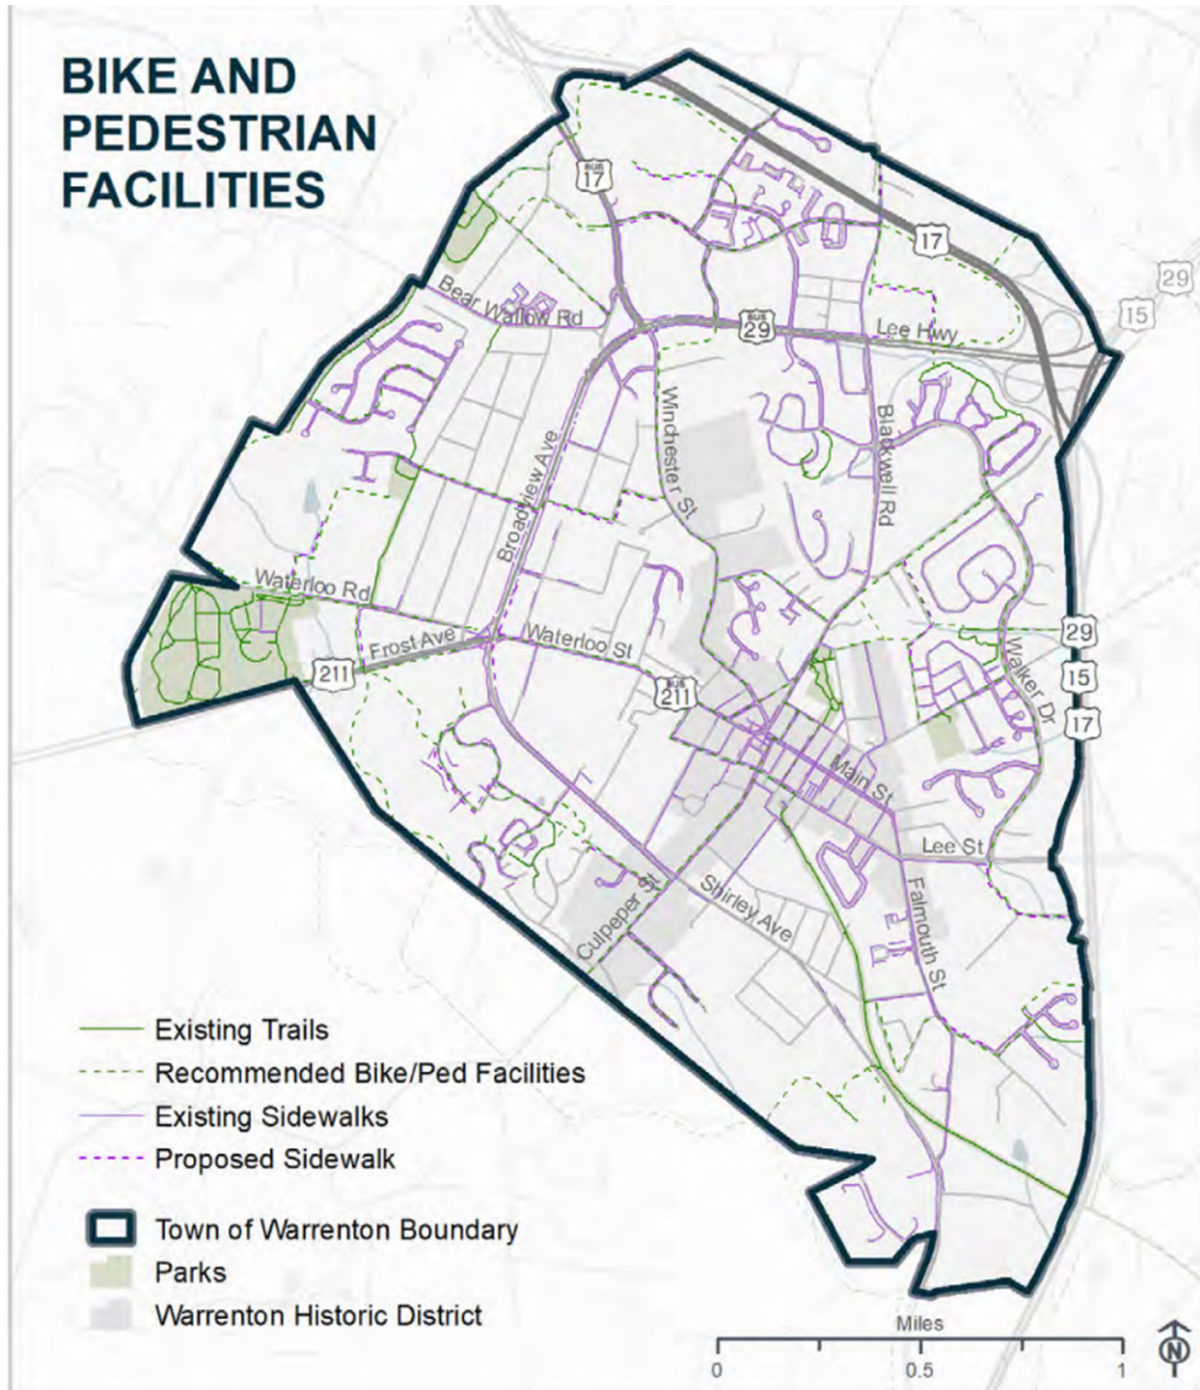 BIKE AND
PEDESTRIAN
FACILITIES
BUS
17
17
29
15
Bear Wallow Rd
BUS
29
Lee Hwy
Winchester St
Blackwell Rd
Broadview Ave
Waterloo Rd
Frost Ave
Waterloo St
211
BUS
211
29
15
17
Walker Dr
Main St
Lee St
Culpeper St
Shirley Ave
Falmouth St
Existing Trails
Recommended Bike/Ped Facilities
Existing Sidewalks
Proposed Sidewalk
Town of Warrenton Boundary
Parks
Warrenton Historic District
Miles
0 0.5 1
N